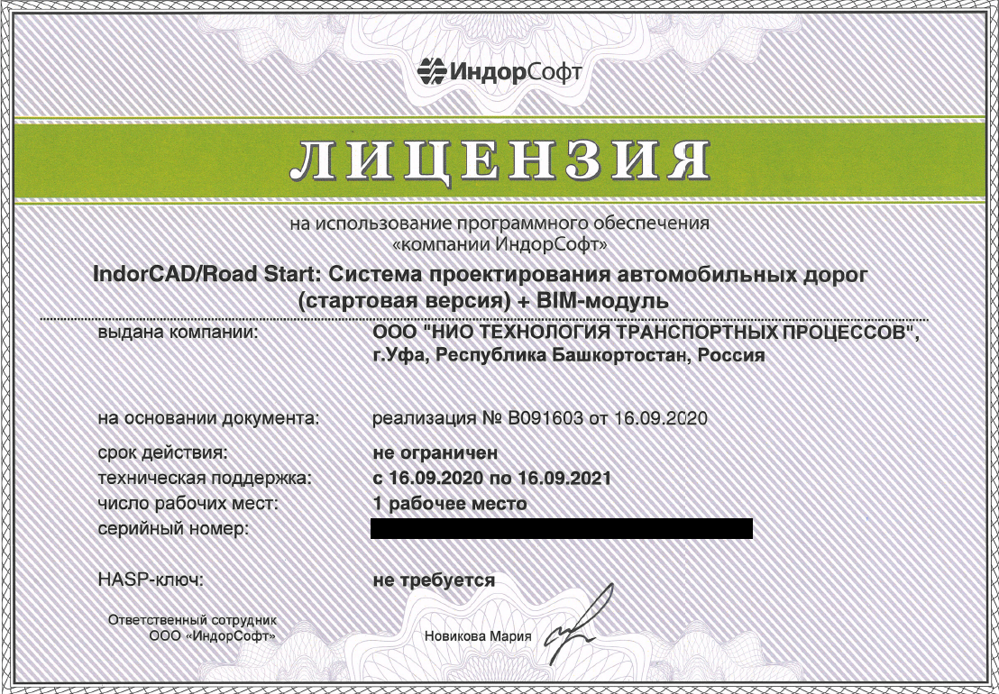 ИндорСофт
ЛИЦЕНЗИЯ
на использование программного обеспечения
«компании ИндорСофт»
IndorCAD/Road Start: Система проектирования автомобильных дорог
(стартовая версия) + BIM-модуль
выдана компании: ООО "НИО ТЕХНОЛОГИЯ ТРАНСПОРТНЫХ ПРОЦЕССОВ",
г.Уфа, Республика Башкортостан, Россия
на основании документа: реализация № В091603 от 16.09.2020
срок действия: не ограничен
техническая поддержка: с 16.09.2020 по 16.09.2021
число рабочих мест: 1 рабочее место
серийный номер:
HASP-ключ: не требуется
Ответственный сотрудник
ООО «ИндорСофт» Новикова Мария